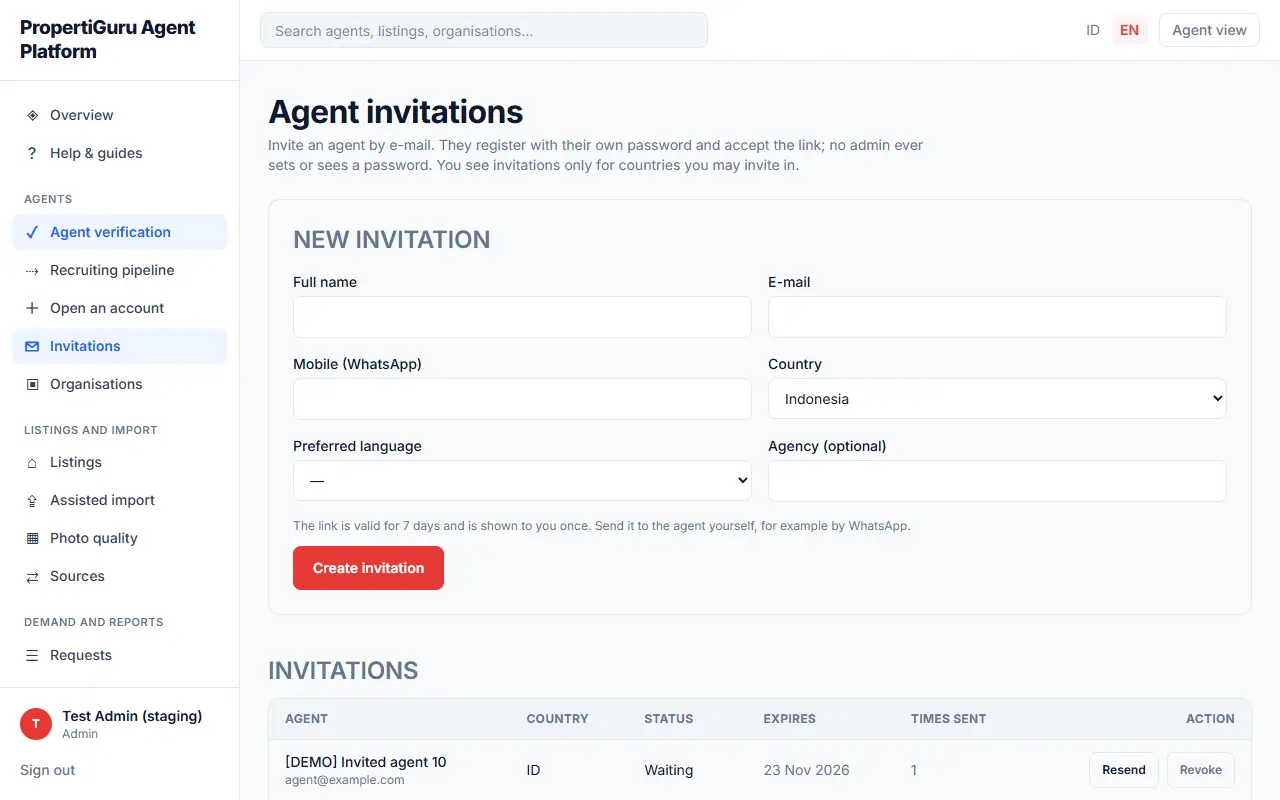 PropertiGuru Agent
Platform
Search agents, listings, organisations...
ID
EN
Agent view
Overview
? Help & guides
AGENTS
Agent verification
Recruiting pipeline
Open an account
Invitations
Organisations
LISTINGS AND IMPORT
Listings
Assisted import
Photo quality
Sources
DEMAND AND REPORTS
Requests
T
Test Admin (staging)
Admin
Sign out
Agent invitations
Invite an agent by e-mail. They register with their own password and accept the link; no admin ever
sets or sees a password. You see invitations only for countries you may invite in.
NEW INVITATION
Full name
E-mail
Mobile (WhatsApp)
Country
Indonesia
Preferred language
Agency (optional)
—
The link is valid for 7 days and is shown to you once. Send it to the agent yourself, for example by WhatsApp.
Create invitation
INVITATIONS
AGENT COUNTRY STATUS EXPIRES TIMES SENT ACTION
[DEMO] Invited agent 10
agent@example.com
ID Waiting 23 Nov 2026 1 Resend Revoke